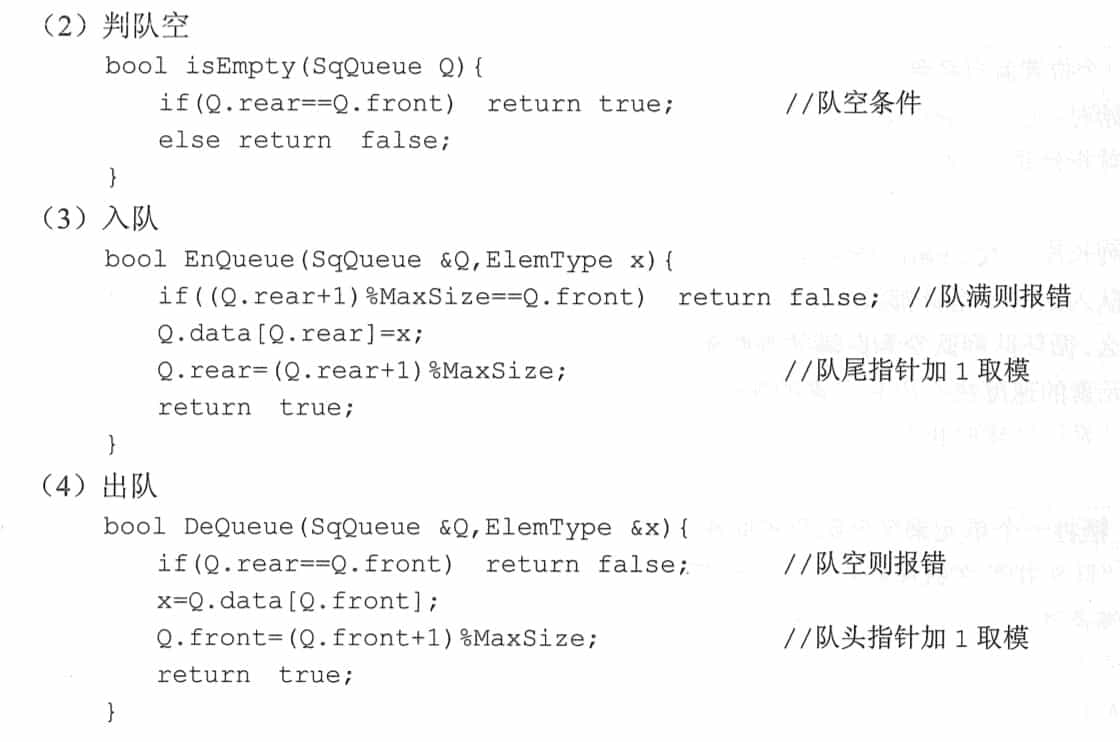 （2）判队空
bool isEmpty(SqQueue Q){
if(Q.rear==Q.front) return true; //队空条件
else return false;
}
（3）入队
bool EnQueue(SqQueue &Q,ElemType x){
if((Q.rear+1)%MaxSize==Q.front) return false; //队满则报错
Q.data[Q.rear]=x;
Q.rear=(Q.rear+1)%MaxSize; //队尾指针加 1 取模
return true;
}
（4）出队
bool DeQueue(SqQueue &Q,ElemType &x){
if(Q.rear==Q.front) return false; //队空则报错
x=Q.data[Q.front];
Q.front=(Q.front+1)%MaxSize; //队头指针加 1 取模
return true;
}